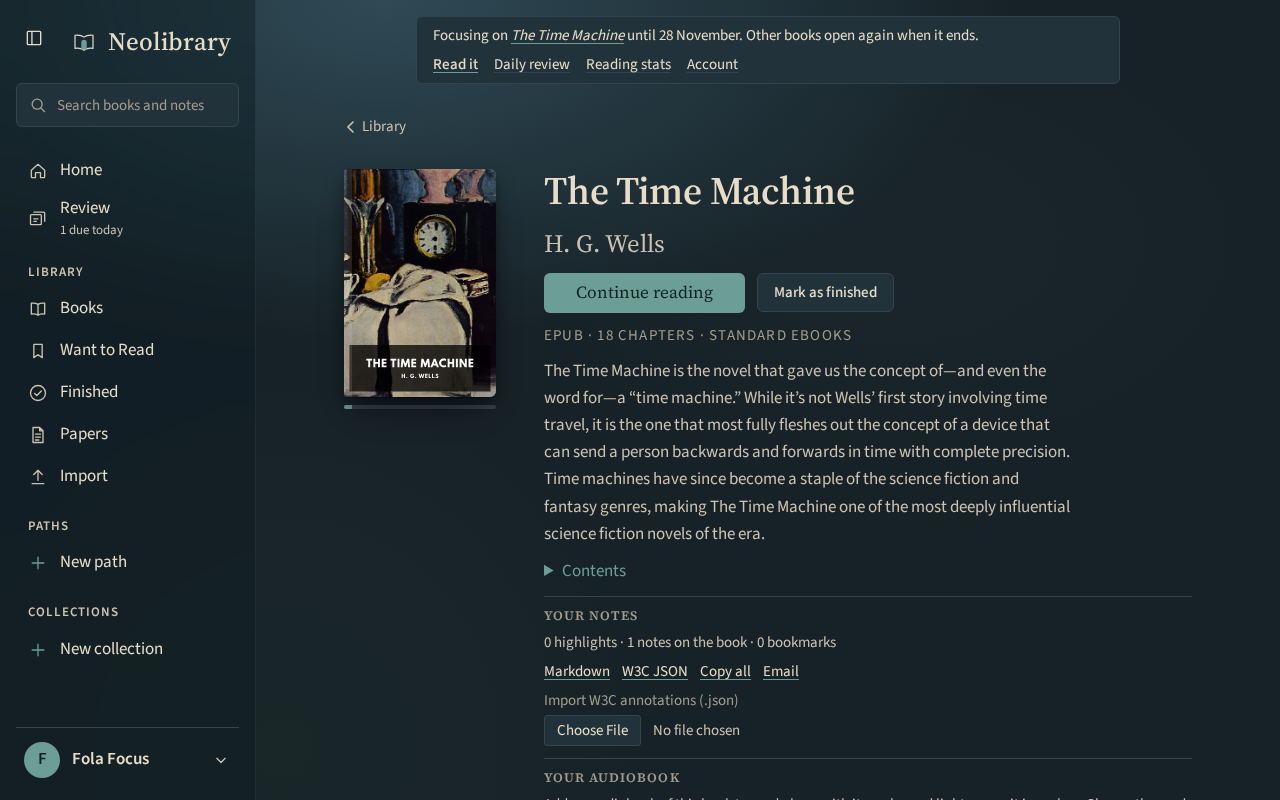 Neolibrary
Search books and notes
Home
Review
1 due today
LIBRARY
Books
Want to Read
Finished
Papers
Import
PATHS
New path
COLLECTIONS
New collection
F
Fola Focus
Focusing on The Time Machine until 28 November. Other books open again when it ends.
Read it Daily review Reading stats Account
Library
THE TIME MACHINE
H. G. WELLS
The Time Machine
H. G. Wells
Continue reading Mark as finished
EPUB · 18 CHAPTERS · STANDARD EBOOKS
The Time Machine is the novel that gave us the concept of—and even the
word for—a “time machine.” While it’s not Wells’ first story involving time
travel, it is the one that most fully fleshes out the concept of a device that
can send a person backwards and forwards in time with complete precision.
Time machines have since become a staple of the science fiction and
fantasy genres, making The Time Machine one of the most deeply influential
science fiction novels of the era.
Contents
YOUR NOTES
0 highlights · 1 notes on the book · 0 bookmarks
Markdown W3C JSON Copy all Email
Import W3C annotations (.json)
Choose File No file chosen
YOUR AUDIOBOOK